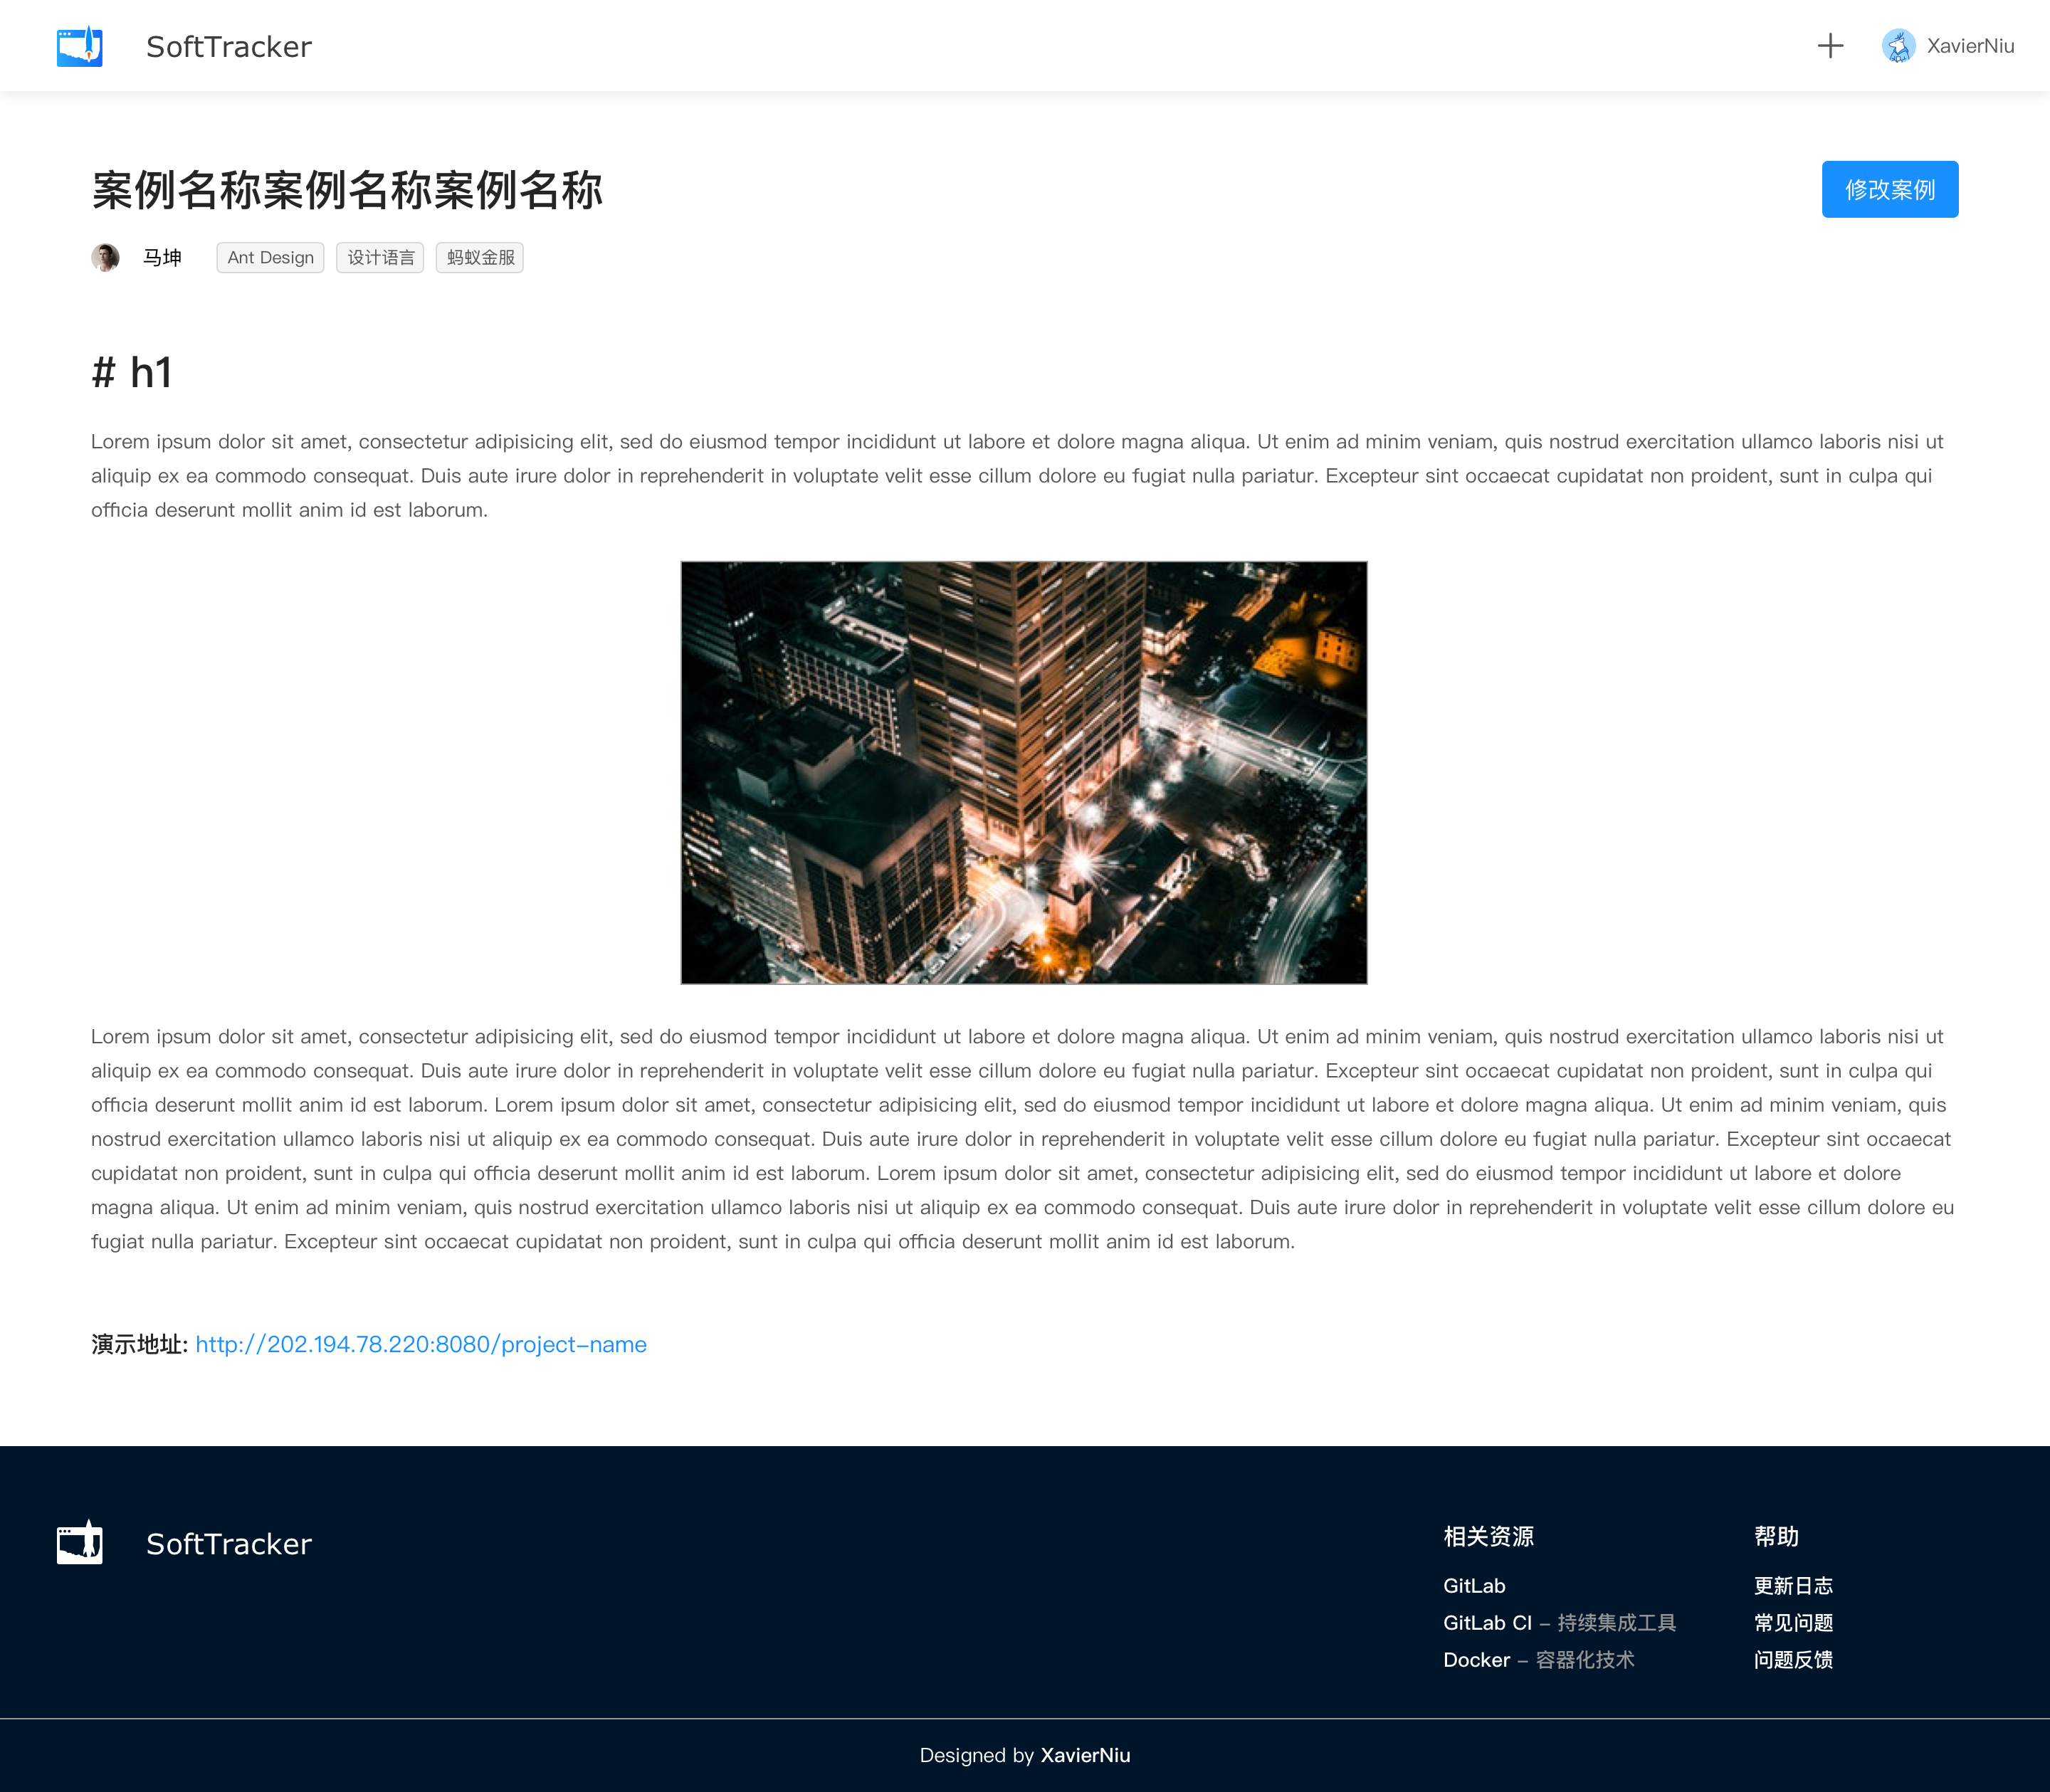 SoftTracker
XavierNiu
案例名称案例名称案例名称
修改案例
马坤
Ant Design
设计语言
蚂蚁金服
# h1
Lorem ipsum dolor sit amet, consectetur adipisicing elit, sed do eiusmod tempor incididunt ut labore et dolore magna aliqua. Ut enim ad minim veniam, quis nostrud exercitation ullamco laboris nisi ut
aliquip ex ea commodo consequat. Duis aute irure dolor in reprehenderit in voluptate velit esse cillum dolore eu fugiat nulla pariatur. Excepteur sint occaecat cupidatat non proident, sunt in culpa qui
officia deserunt mollit anim id est laborum.
Lorem ipsum dolor sit amet, consectetur adipisicing elit, sed do eiusmod tempor incididunt ut labore et dolore magna aliqua. Ut enim ad minim veniam, quis nostrud exercitation ullamco laboris nisi ut
aliquip ex ea commodo consequat. Duis aute irure dolor in reprehenderit in voluptate velit esse cillum dolore eu fugiat nulla pariatur. Excepteur sint occaecat cupidatat non proident, sunt in culpa qui
officia deserunt mollit anim id est laborum. Lorem ipsum dolor sit amet, consectetur adipisicing elit, sed do eiusmod tempor incididunt ut labore et dolore magna aliqua. Ut enim ad minim veniam, quis
nostrud exercitation ullamco laboris nisi ut aliquip ex ea commodo consequat. Duis aute irure dolor in reprehenderit in voluptate velit esse cillum dolore eu fugiat nulla pariatur. Excepteur sint occaecat
cupidatat non proident, sunt in culpa qui officia deserunt mollit anim id est laborum. Lorem ipsum dolor sit amet, consectetur adipisicing elit, sed do eiusmod tempor incididunt ut labore et dolore
magna aliqua. Ut enim ad minim veniam, quis nostrud exercitation ullamco laboris nisi ut aliquip ex ea commodo consequat. Duis aute irure dolor in reprehenderit in voluptate velit esse cillum dolore eu
fugiat nulla pariatur. Excepteur sint occaecat cupidatat non proident, sunt in culpa qui officia deserunt mollit anim id est laborum.
演示地址: http://202.194.78.220:8080/project-name
SoftTracker
相关资源
GitLab
GitLab CI - 持续集成工具
Docker - 容器化技术
帮助
更新日志
常见问题
问题反馈
Designed by XavierNiu